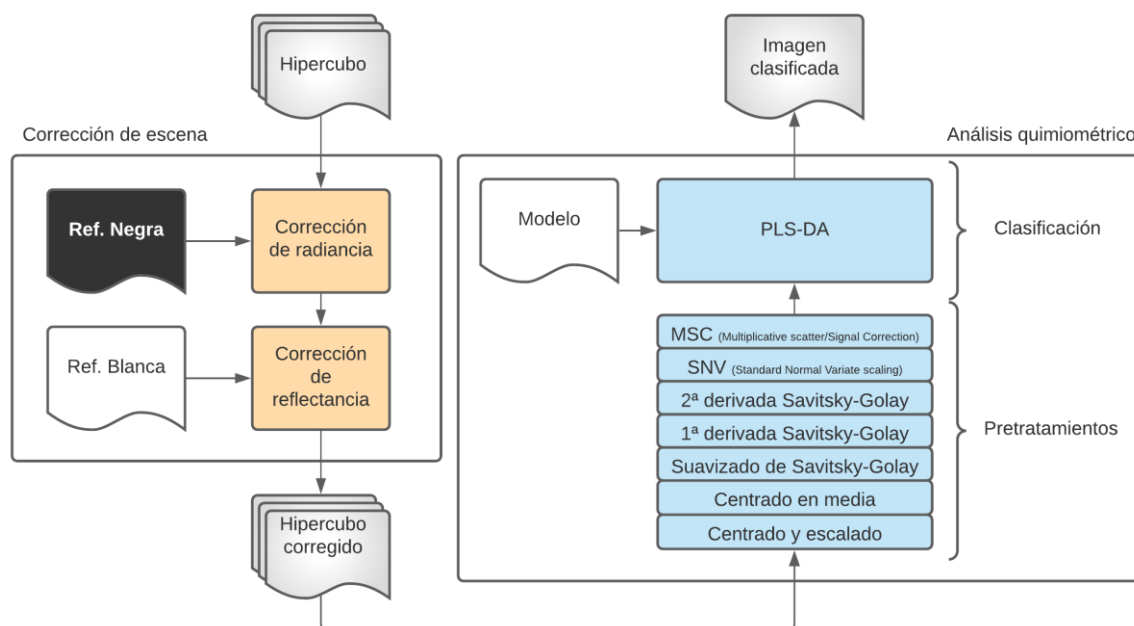 Hipercubo
Corrección de escena
Ref. Negra
Corrección
de radiancia
Ref. Blanca
Corrección
de
reflectancia
Hipercubo
corregido
Imagen
clasificada
Análisis quimiométrico
Modelo
PLS-DA
Clasificación
MSC (Multiplicative scatter/Signal Correction)
SNV (Standard Normal Variate scaling)
2ª derivada Savitsky-Golay
1ª derivada Savitsky-Golay
Suavizado de Savitsky-Golay
Centrado en media
Centrado y escalado
Pretratamientos